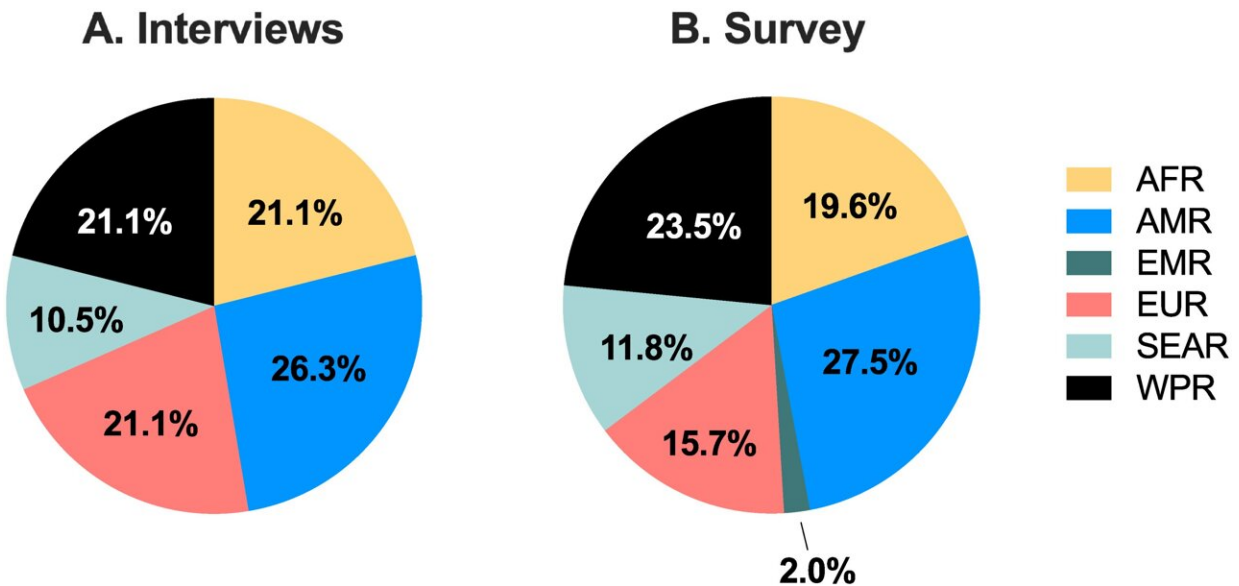 A. Interviews
21.1%
21.1%
10.5%
26.3%
21.1%
B. Survey
23.5%
19.6%
11.8%
27.5%
15.7%
2.0%
AFR
AMR
EMR
EUR
SEAR
WPR